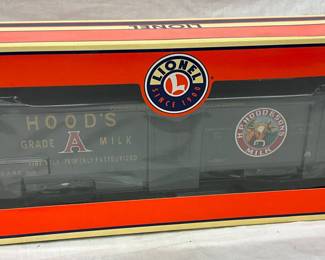 LIONEL
LIONEL
L
SINCE 1900
HOOD'S
GRADE A MILK
H.P. HOOD & SONS
MILK